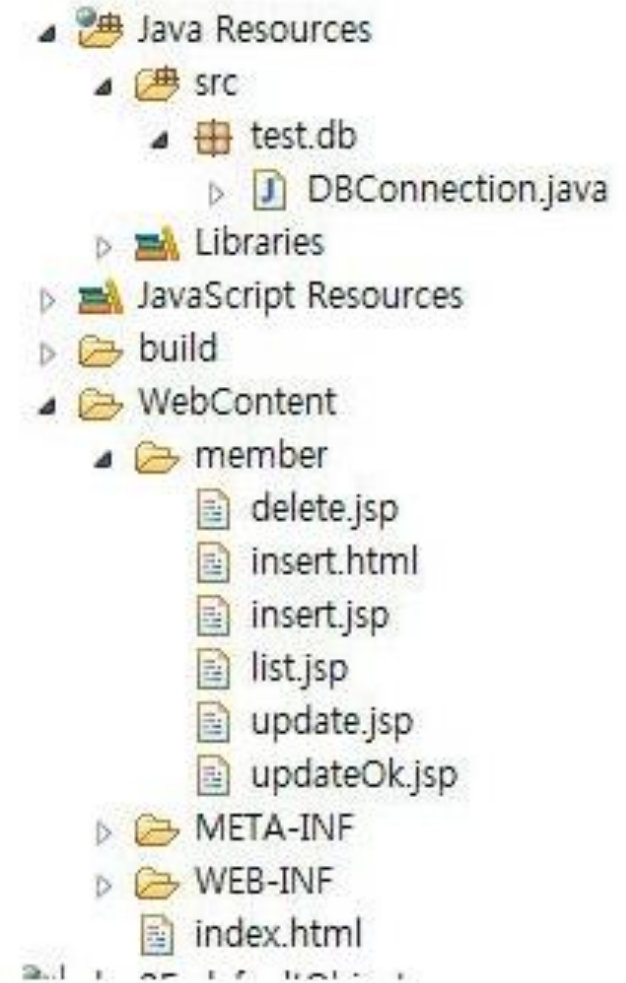 Java Resources
src
test.db
DBConnection.java
Libraries
JavaScript Resources
build
WebContent
member
delete.jsp
insert.html
insert.jsp
list.jsp
update.jsp
updateOk.jsp
META-INF
WEB-INF
index.html